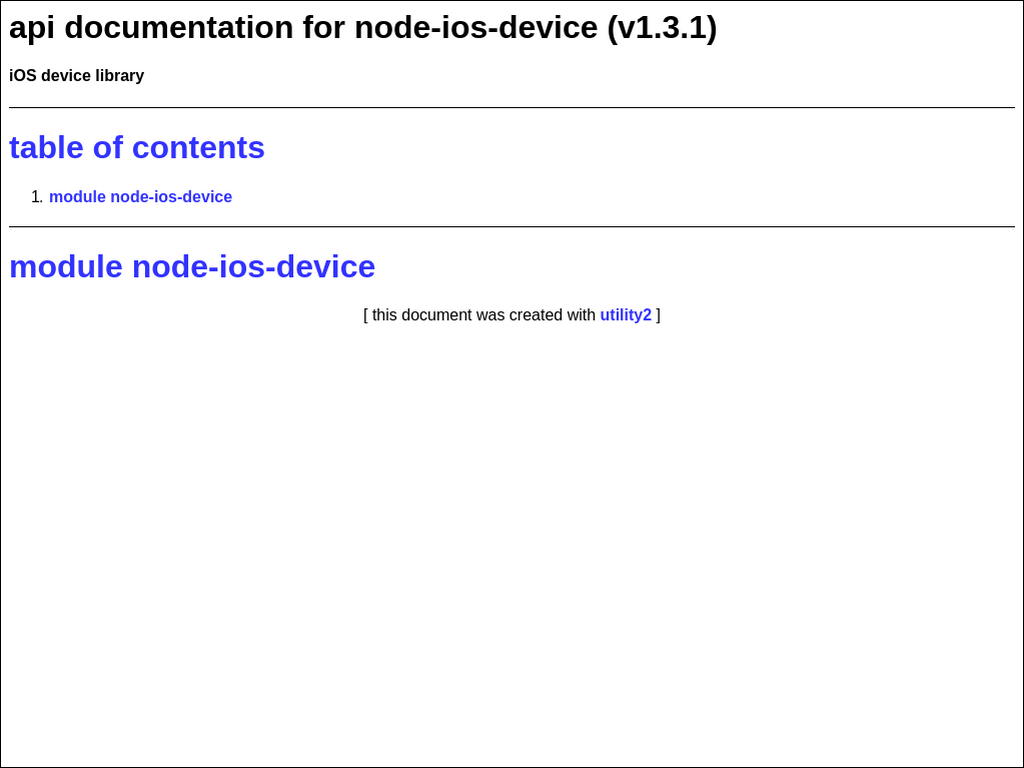 api documentation for node-ios-device (v1.3.1)
iOS device library
table of contents
1. module node-ios-device
module node-ios-device
[ this document was created with utility2 ]